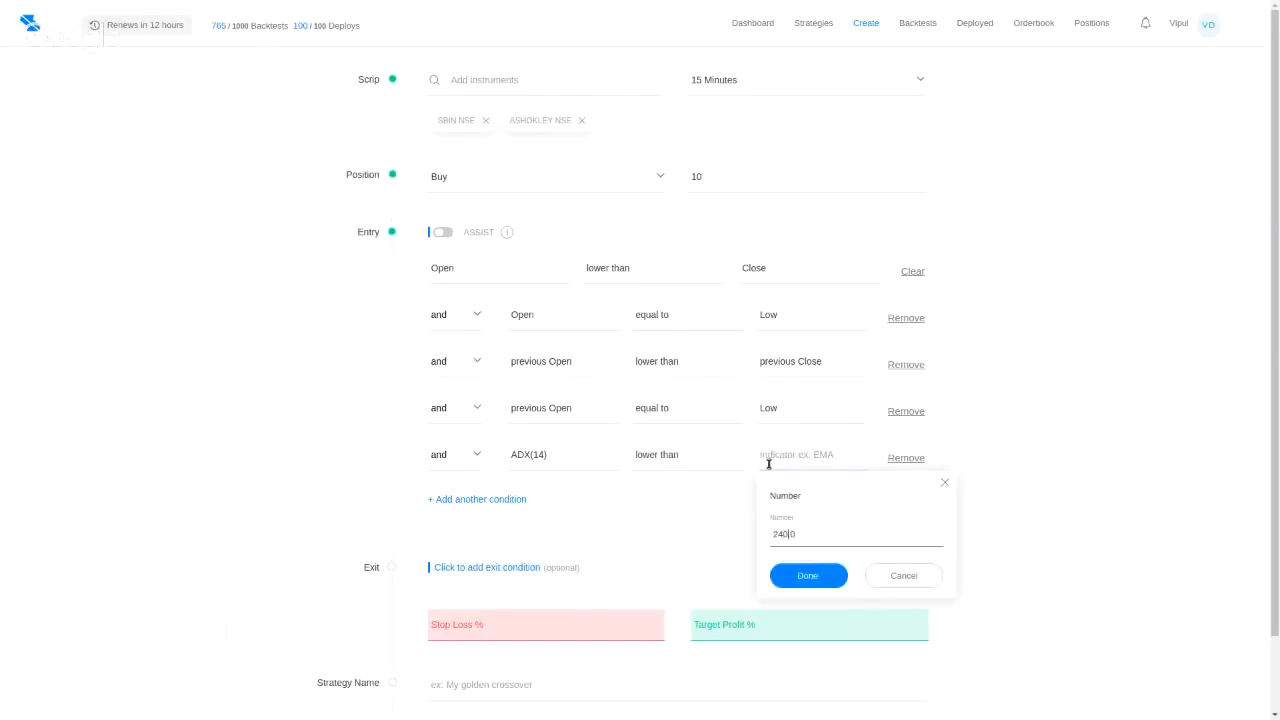 Renews in 12 hours 765 / 1000 Backtests 100 / 100 Deploys Dashboard Strategies Create Backtests Deployed Orderbook Positions Vipul VD
Scrip Add instruments 15 Minutes
SBIN NSE ASHOKLEY NSE
Position Buy 10
Entry ASSIST i
Open lower than Close Clear
and Open equal to Low Remove
and previous Open lower than previous Close Remove
and previous Open equal to Low Remove
and ADX(14) lower than Indicator ex. EMA Remove
+ Add another condition
Number
Number
2400
Done Cancel
Exit Click to add exit condition (optional)
Stop Loss % Target Profit %
Strategy Name ex: My golden crossover